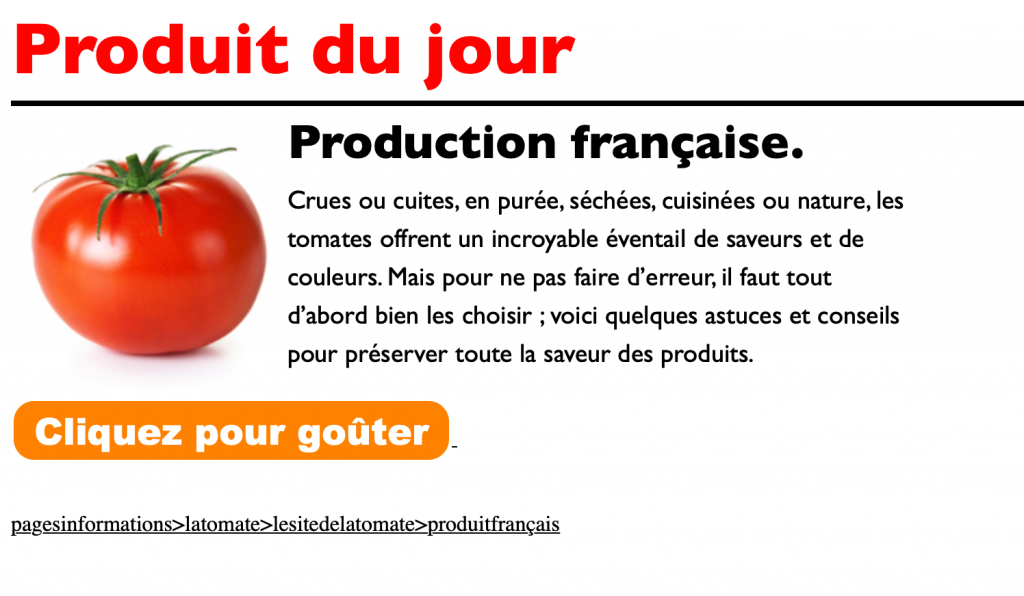 Produit du jour
Production française.
Crues ou cuites, en purée, séchées, cuisinées ou nature, les
tomates offrent un incroyable éventail de saveurs et de
couleurs. Mais pour ne pas faire d’erreur, il faut tout
d’abord bien les choisir ; voici quelques astuces et conseils
pour préserver toute la saveur des produits.
Cliquez pour goûter
pagesinformations>latomate>lesitedelatomate>produitfrançais